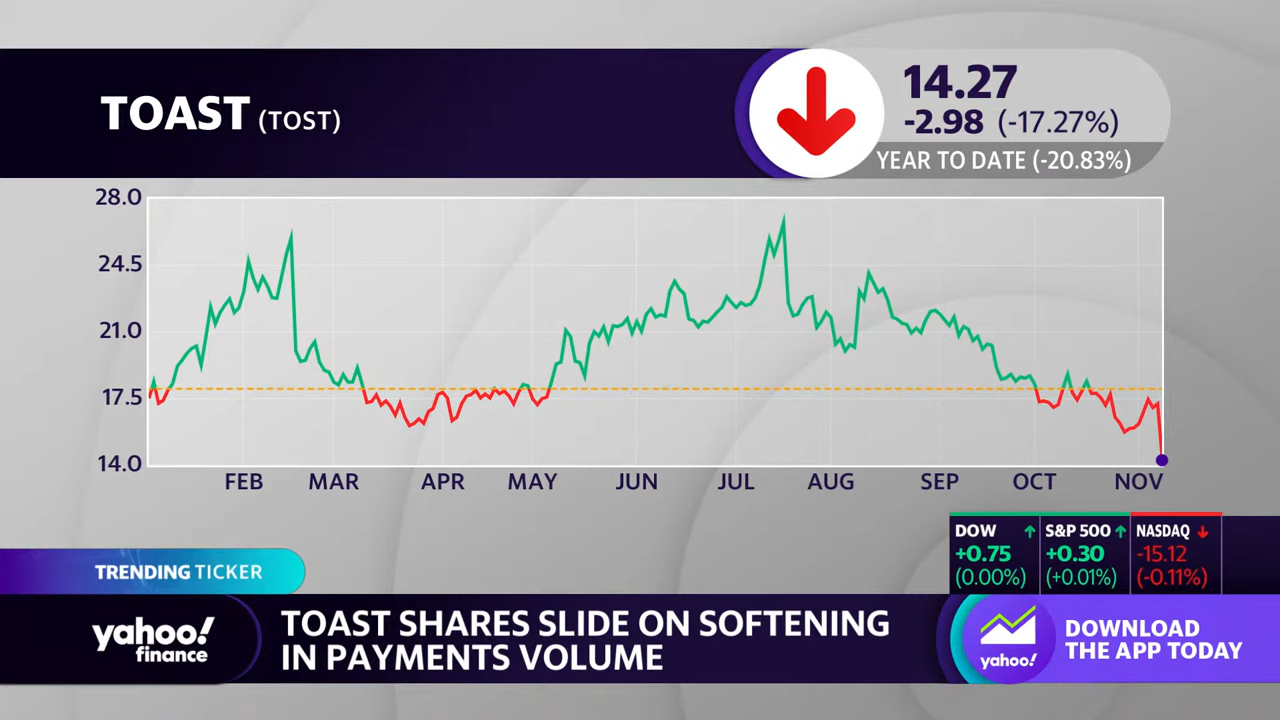 TOAST (TOST)
14.27
-2.98 (-17.27%)
YEAR TO DATE (-20.83%)
28.0
24.5
21.0
17.5
14.0
FEB MAR APR MAY JUN JUL AUG SEP OCT NOV
DOW
+0.75
(0.00%)
S&P 500
+0.30
(+0.01%)
NASDAQ
-15.12
(-0.11%)
TRENDING TICKER
yahoo!
finance
TOAST SHARES SLIDE ON SOFTENING
IN PAYMENTS VOLUME
yahoo!
DOWNLOAD
THE APP TODAY